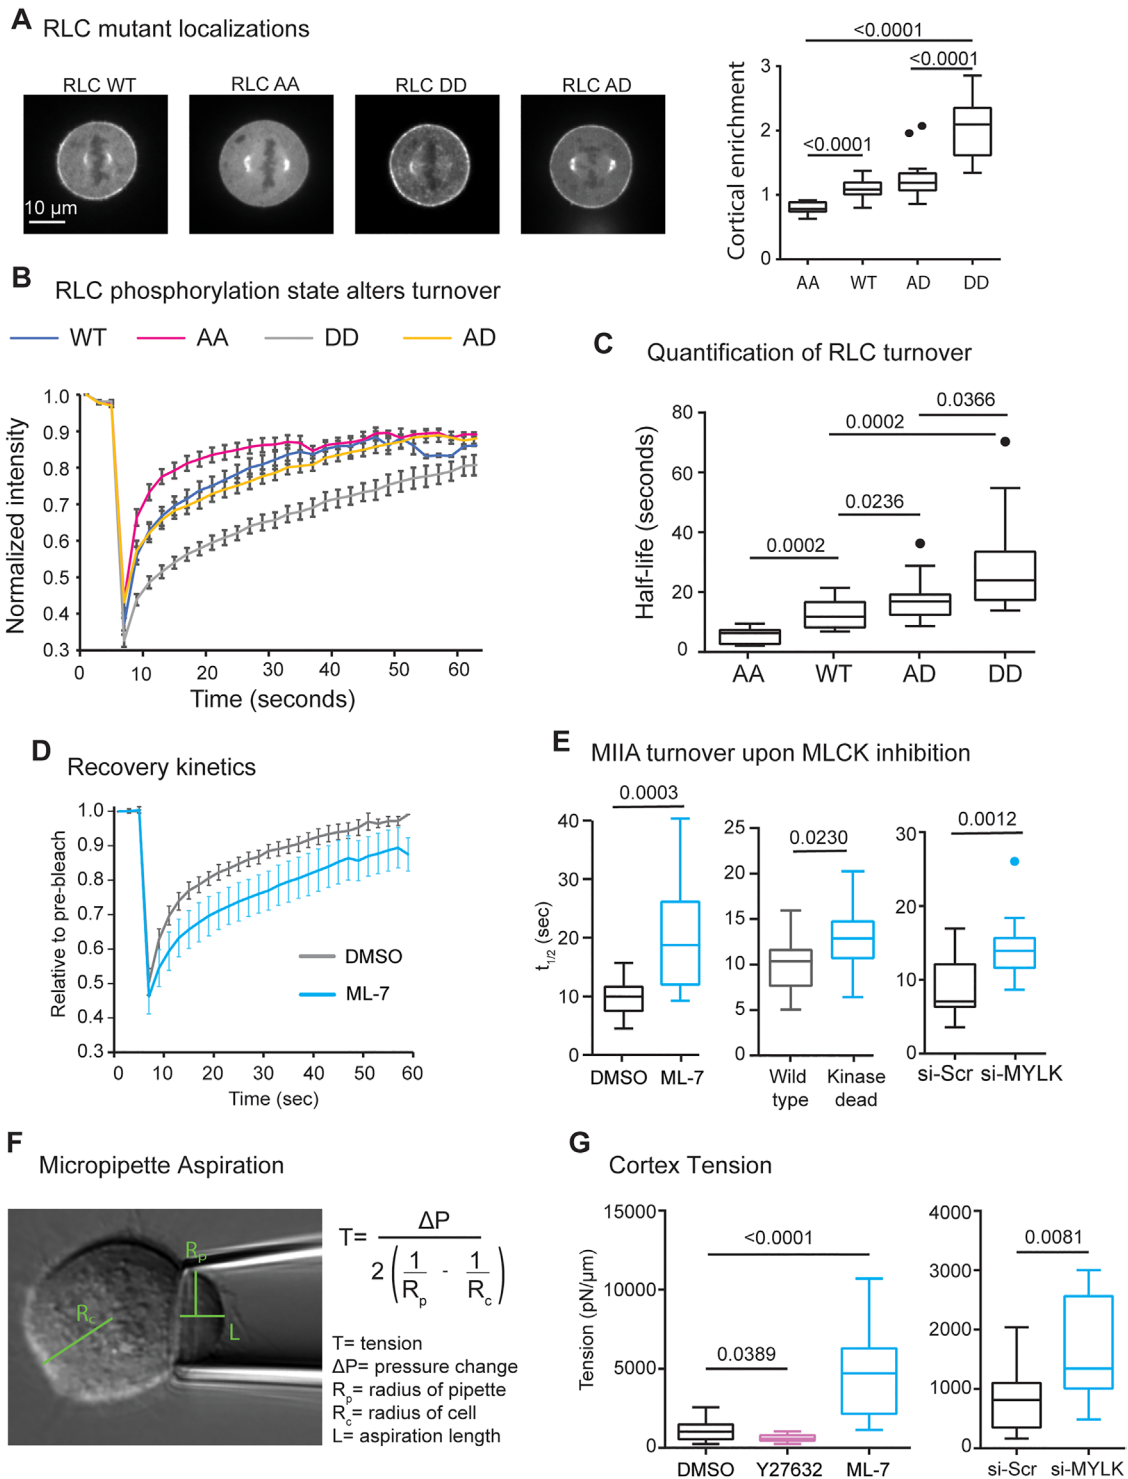 A RLC mutant localizations
RLC WT RLC AA RLC DD RLC AD
10 µm
<0.0001
<0.0001
<0.0001
Cortical enrichment
3
2
1
0
AA WT AD DD
B RLC phosphorylation state alters turnover
WT AA DD AD
Normalized intensity
1.0
0.9
0.8
0.7
0.6
0.5
0.4
0.3
0 10 20 30 40 50 60
Time (seconds)
C Quantification of RLC turnover
0.0366
0.0002
0.0236
0.0002
Half-life (seconds)
80
60
40
20
0
AA WT AD DD
D Recovery kinetics
Relative to pre-bleach
1.0
0.9
0.8
0.7
0.6
0.5
0.4
0.3
DMSO
ML-7
0 10 20 30 40 50 60
Time (sec)
E MIIA turnover upon MLCK inhibition
0.0003
t1/2 (sec)
40
30
20
10
0
DMSO ML-7
0.0230
25
20
15
10
5
0
Wild Kinase
type dead
0.0012
30
20
10
0
si-Scr si-MYLK
F Micropipette Aspiration
Rp
Rc
L
T= ΔP
2 ( 1 - 1 )
Rp Rc
T= tension
ΔP= pressure change
Rp= radius of pipette
Rc= radius of cell
L= aspiration length
G Cortex Tension
Tension (pN/µm)
15000
10000
5000
0
<0.0001
0.0389
DMSO Y27632 ML-7
4000
3000
2000
1000
0
0.0081
si-Scr si-MYLK